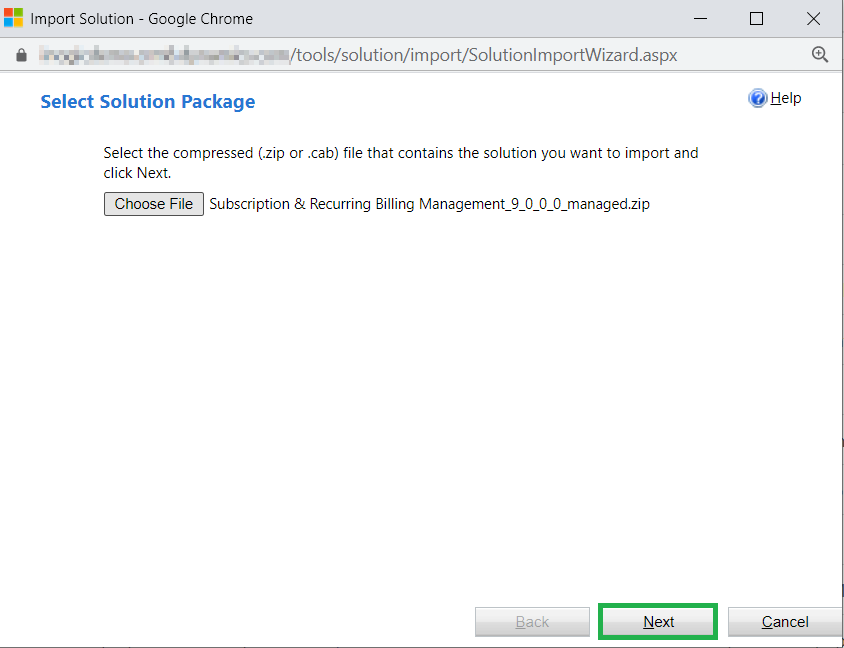 Import Solution - Google Chrome
/tools/solution/import/SolutionImportWizard.aspx
Select Solution Package
Help
Select the compressed (.zip or .cab) file that contains the solution you want to import and
click Next.
Choose File Subscription & Recurring Billing Management_9_0_0_0_managed.zip
Back Next Cancel